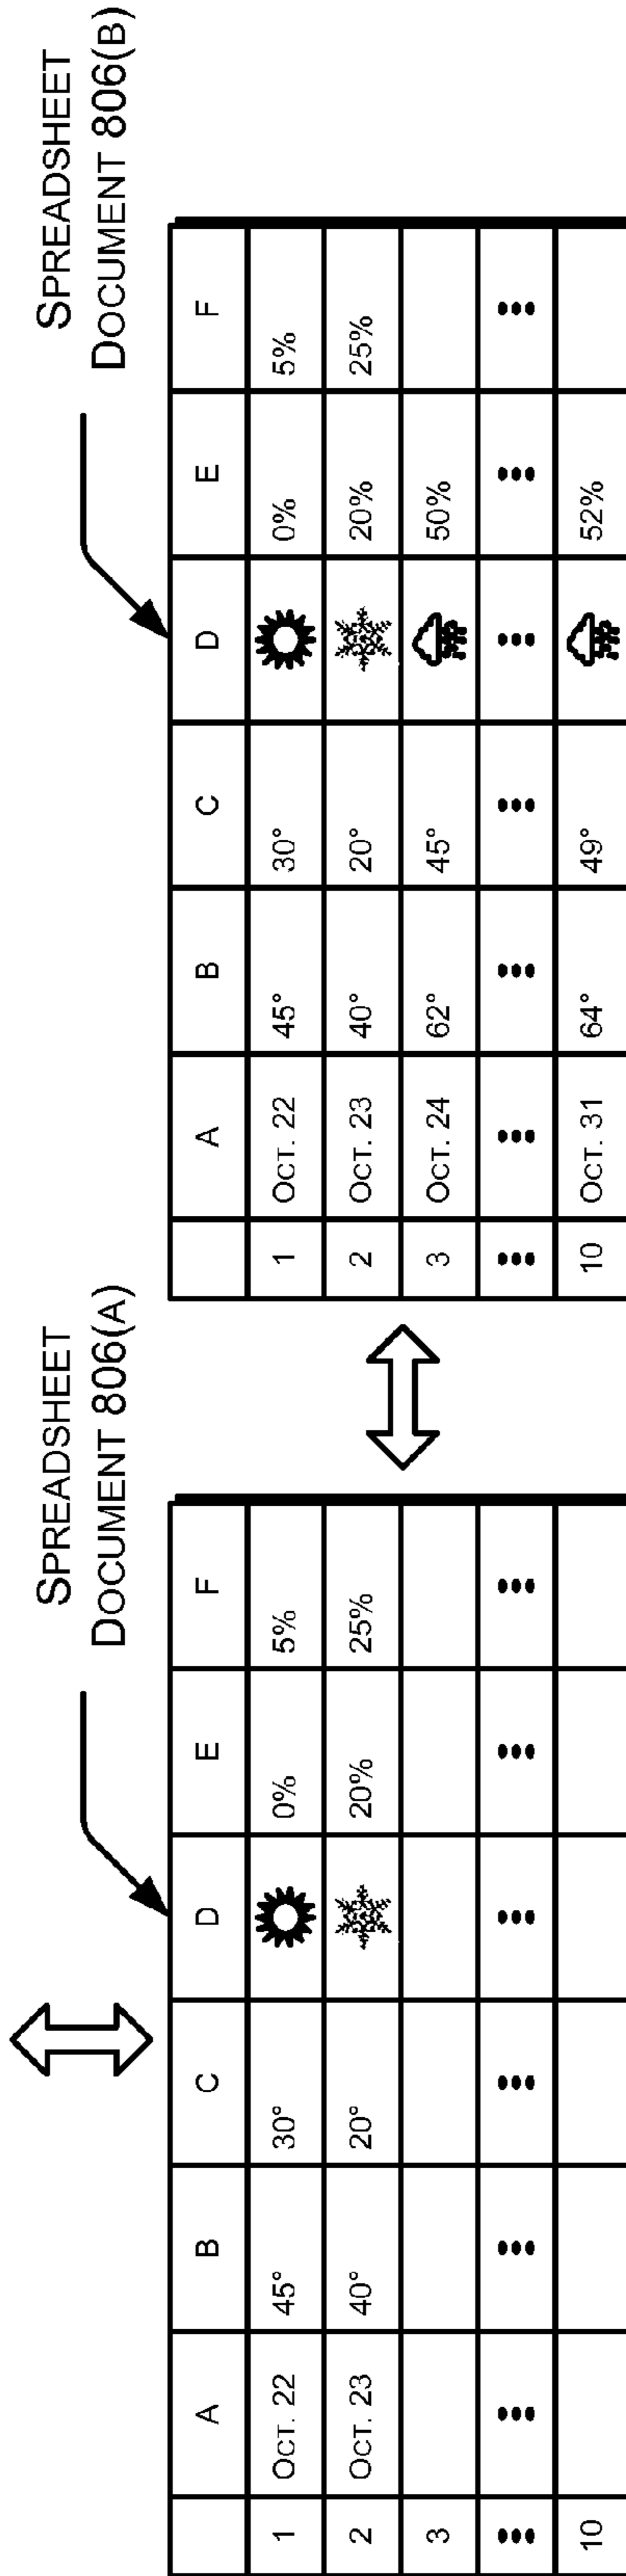 SPREADSHEET
DOCUMENT 806(A)
A B C D E F
1 OCT. 22 45° 30° 0% 5%
2 OCT. 23 40° 20° 20% 25%
3
••• ••• ••• ••• ••• ••• •••
10
SPREADSHEET
DOCUMENT 806(B)
A B C D E F
1 OCT. 22 45° 30° 0% 5%
2 OCT. 23 40° 20° 20% 25%
3 OCT. 24 62° 45° 50%
••• ••• ••• ••• ••• ••• •••
10 OCT. 31 64° 49° 52%